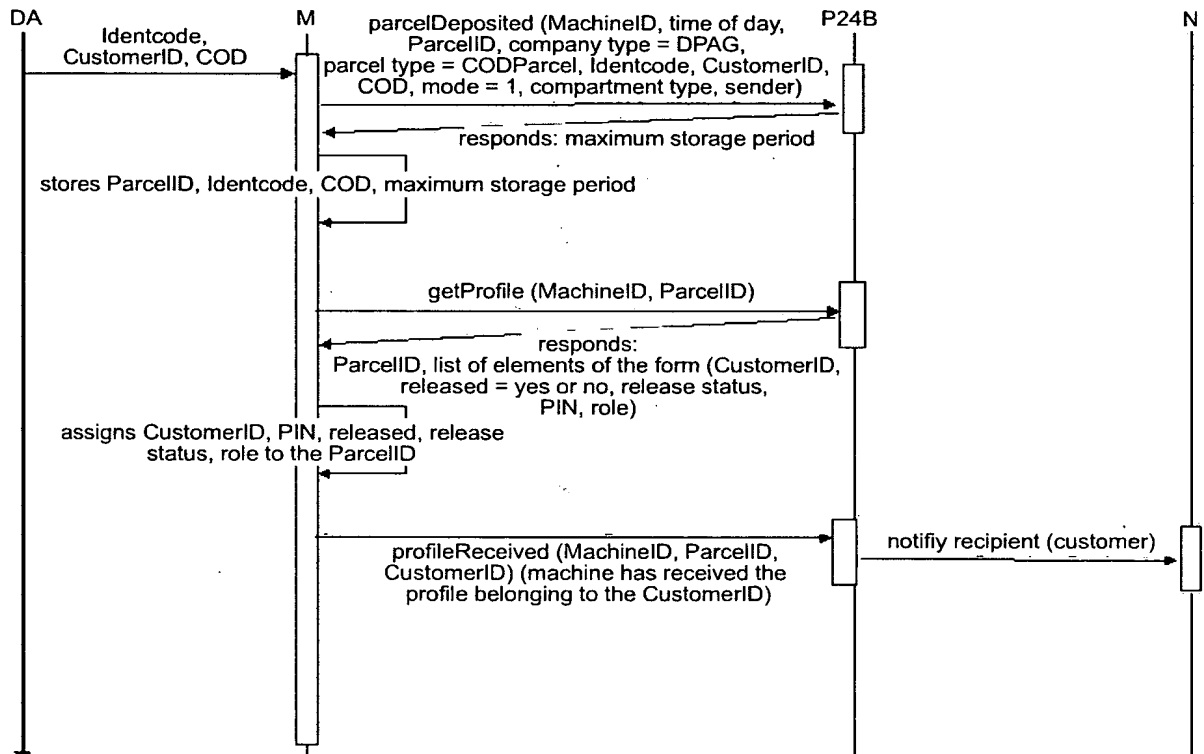 DA
M
P24B
N
Identcode,
CustomerID, COD
parcelDeposited (MachineID, time of day,
ParcelID, company type = DPAG,
parcel type = CODParcel, Identcode, CustomerID,
COD, mode = 1, compartment type, sender)
responds: maximum storage period
stores ParcelID, Identcode, COD, maximum storage period
getProfile (MachineID, ParcelID)
responds:
ParcelID, list of elements of the form (CustomerID,
released = yes or no, release status,
PIN, role)
assigns CustomerID, PIN, released, release
status, role to the ParcelID
profileReceived (MachineID, ParcelID,
CustomerID) (machine has received the
profile belonging to the CustomerID)
notifiy recipient (customer)